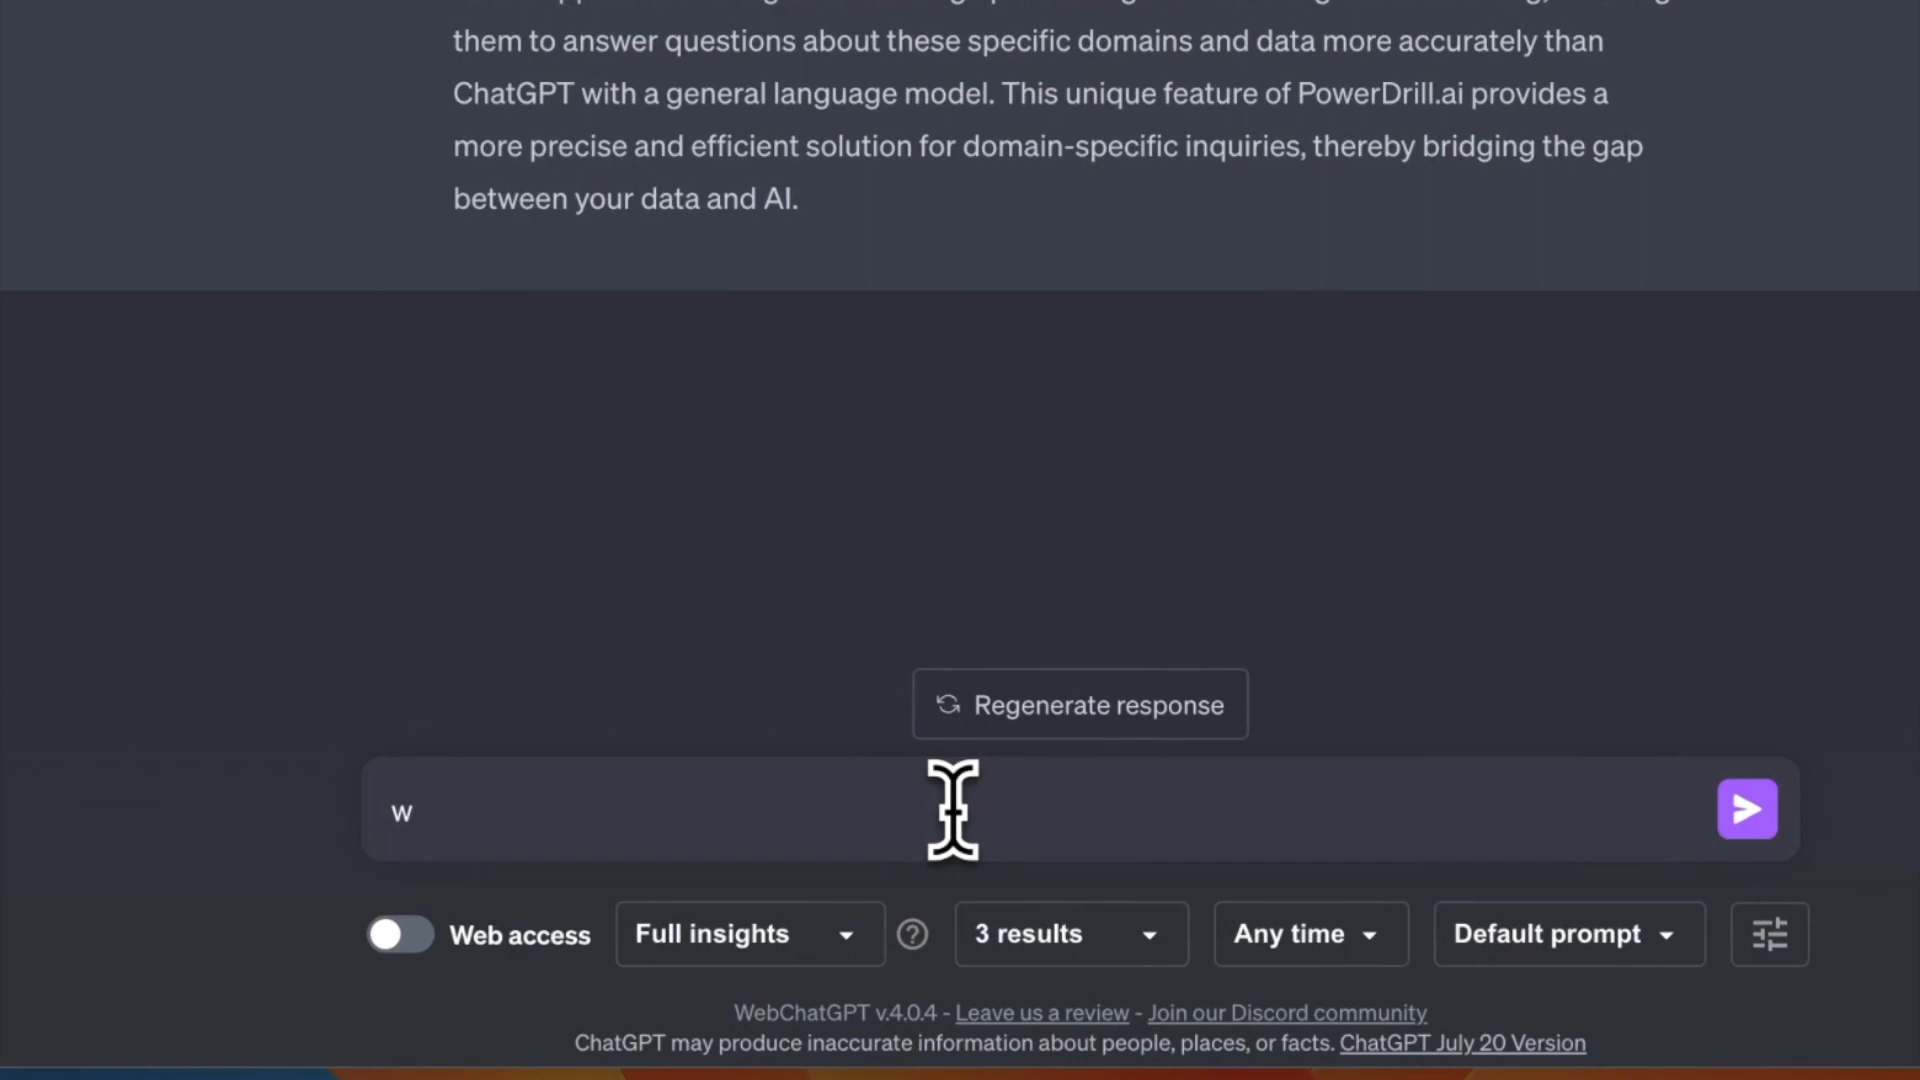 them to answer questions about these specific domains and data more accurately than
ChatGPT with a general language model. This unique feature of PowerDrill.ai provides a
more precise and efficient solution for domain-specific inquiries, thereby bridging the gap
between your data and AI.
Regenerate response
w
Web access Full insights 3 results Any time Default prompt
WebChatGPT v.4.0.4 - Leave us a review - Join our Discord community
ChatGPT may produce inaccurate information about people, places, or facts. ChatGPT July 20 Version